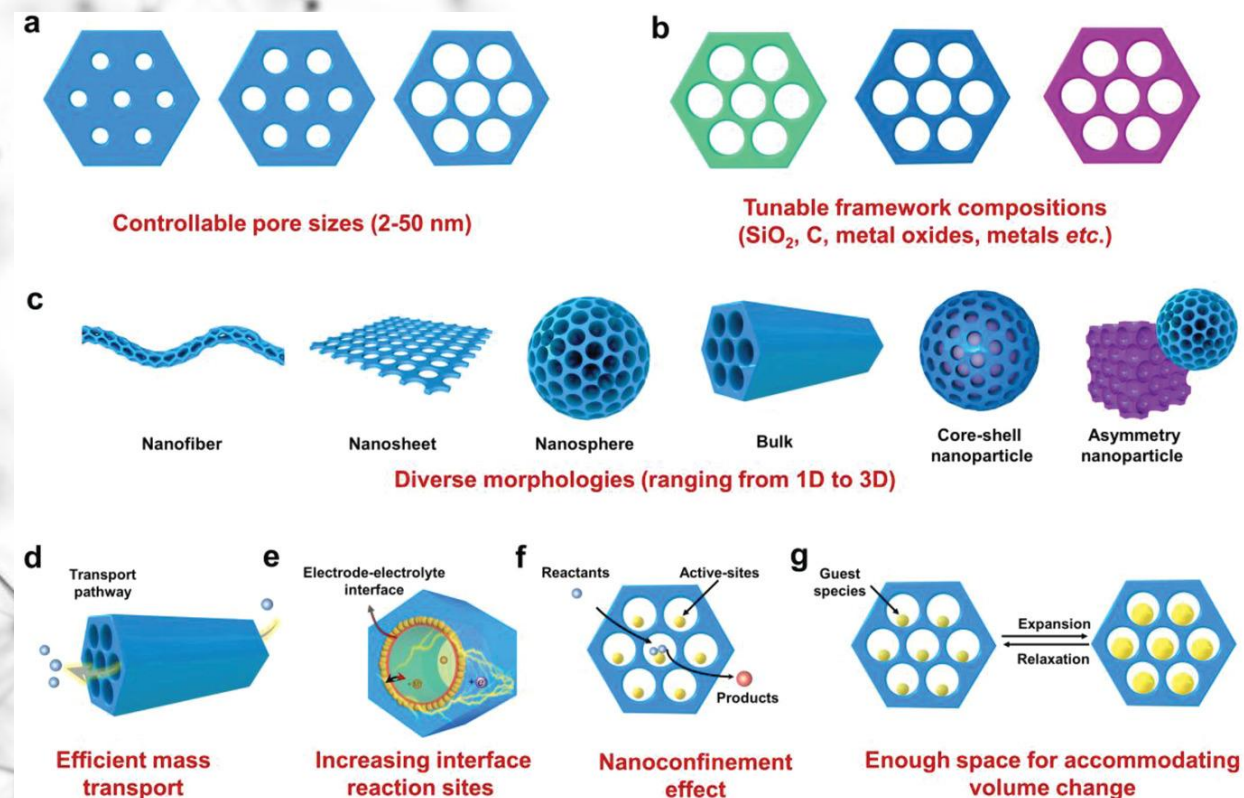 a
b
Controllable pore sizes (2-50 nm)
Tunable framework compositions
(SiO₂, C, metal oxides, metals etc.)
c
Nanofiber
Nanosheet
Nanosphere
Bulk
Core-shell
nanoparticle
Asymmetry
nanoparticle
Diverse morphologies (ranging from 1D to 3D)
d
Transport
pathway
Efficient mass
transport
e
Electrode-electrolyte
interface
Increasing interface
reaction sites
f
Reactants
Active-sites
Products
Nanoconfinement
effect
g
Guest
species
Expansion
Relaxation
Enough space for accommodating
volume change